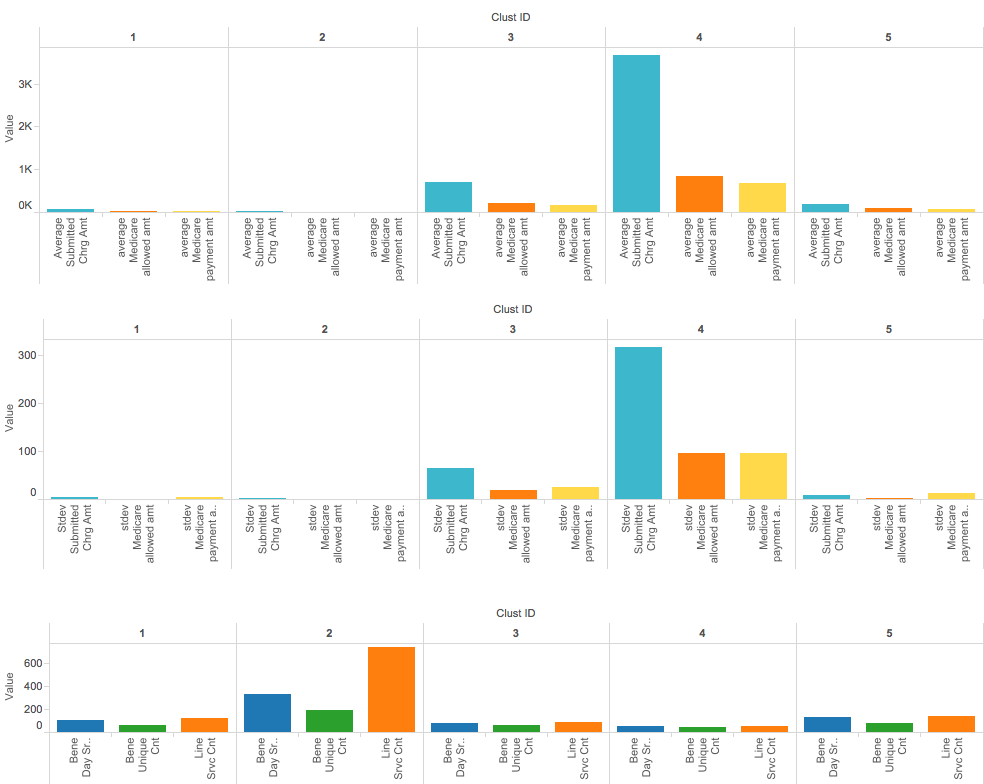 Clust ID
1 2 3 4 5
Value
3K
2K
1K
0K
Average Submitted Chrg Amt
average Medicare allowed amt
average Medicare payment amt
Average Submitted Chrg Amt
average Medicare allowed amt
average Medicare payment amt
Average Submitted Chrg Amt
average Medicare allowed amt
average Medicare payment amt
Average Submitted Chrg Amt
average Medicare allowed amt
average Medicare payment amt
Average Submitted Chrg Amt
average Medicare allowed amt
average Medicare payment amt
Clust ID
1 2 3 4 5
Value
300
200
100
0
Stdev Submitted Chrg Amt
stdev Medicare allowed amt
stdev Medicare payment a..
Stdev Submitted Chrg Amt
stdev Medicare allowed amt
stdev Medicare payment a..
Stdev Submitted Chrg Amt
stdev Medicare allowed amt
stdev Medicare payment a..
Stdev Submitted Chrg Amt
stdev Medicare allowed amt
stdev Medicare payment a..
Stdev Submitted Chrg Amt
stdev Medicare allowed amt
stdev Medicare payment a..
Clust ID
1 2 3 4 5
Value
600
400
200
0
Bene Day Sr..
Bene Unique Cnt
Line Srvc Cnt
Bene Day Sr..
Bene Unique Cnt
Line Srvc Cnt
Bene Day Sr..
Bene Unique Cnt
Line Srvc Cnt
Bene Day Sr..
Bene Unique Cnt
Line Srvc Cnt
Bene Day Sr..
Bene Unique Cnt
Line Srvc Cnt